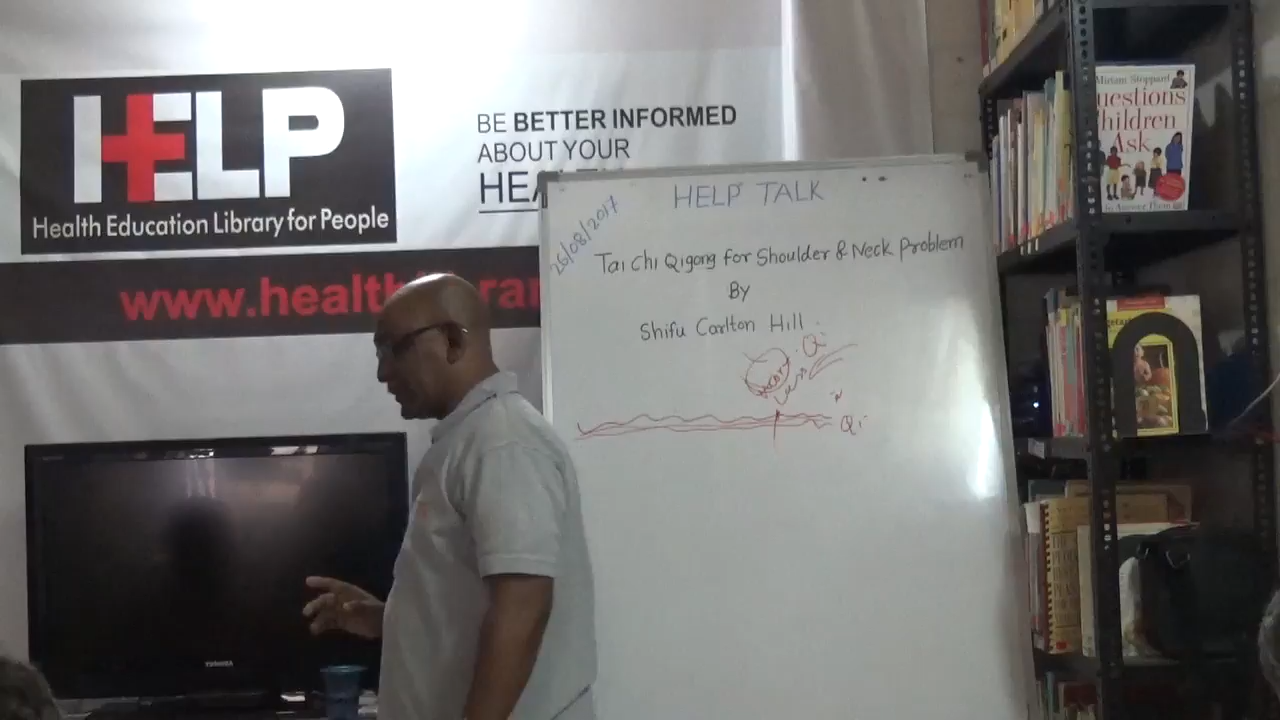 HELP
Health Education Library for People
BE BETTER INFORMED
ABOUT YOUR
www.health
HELP TALK
26/08/2017
Tai Chi Qigong for Shoulder & Neck Problem
By
Shifu Carlton Hill
Qi
Qi
Miriam Stoppard
Questions
Children
Ask
TOSHIBA